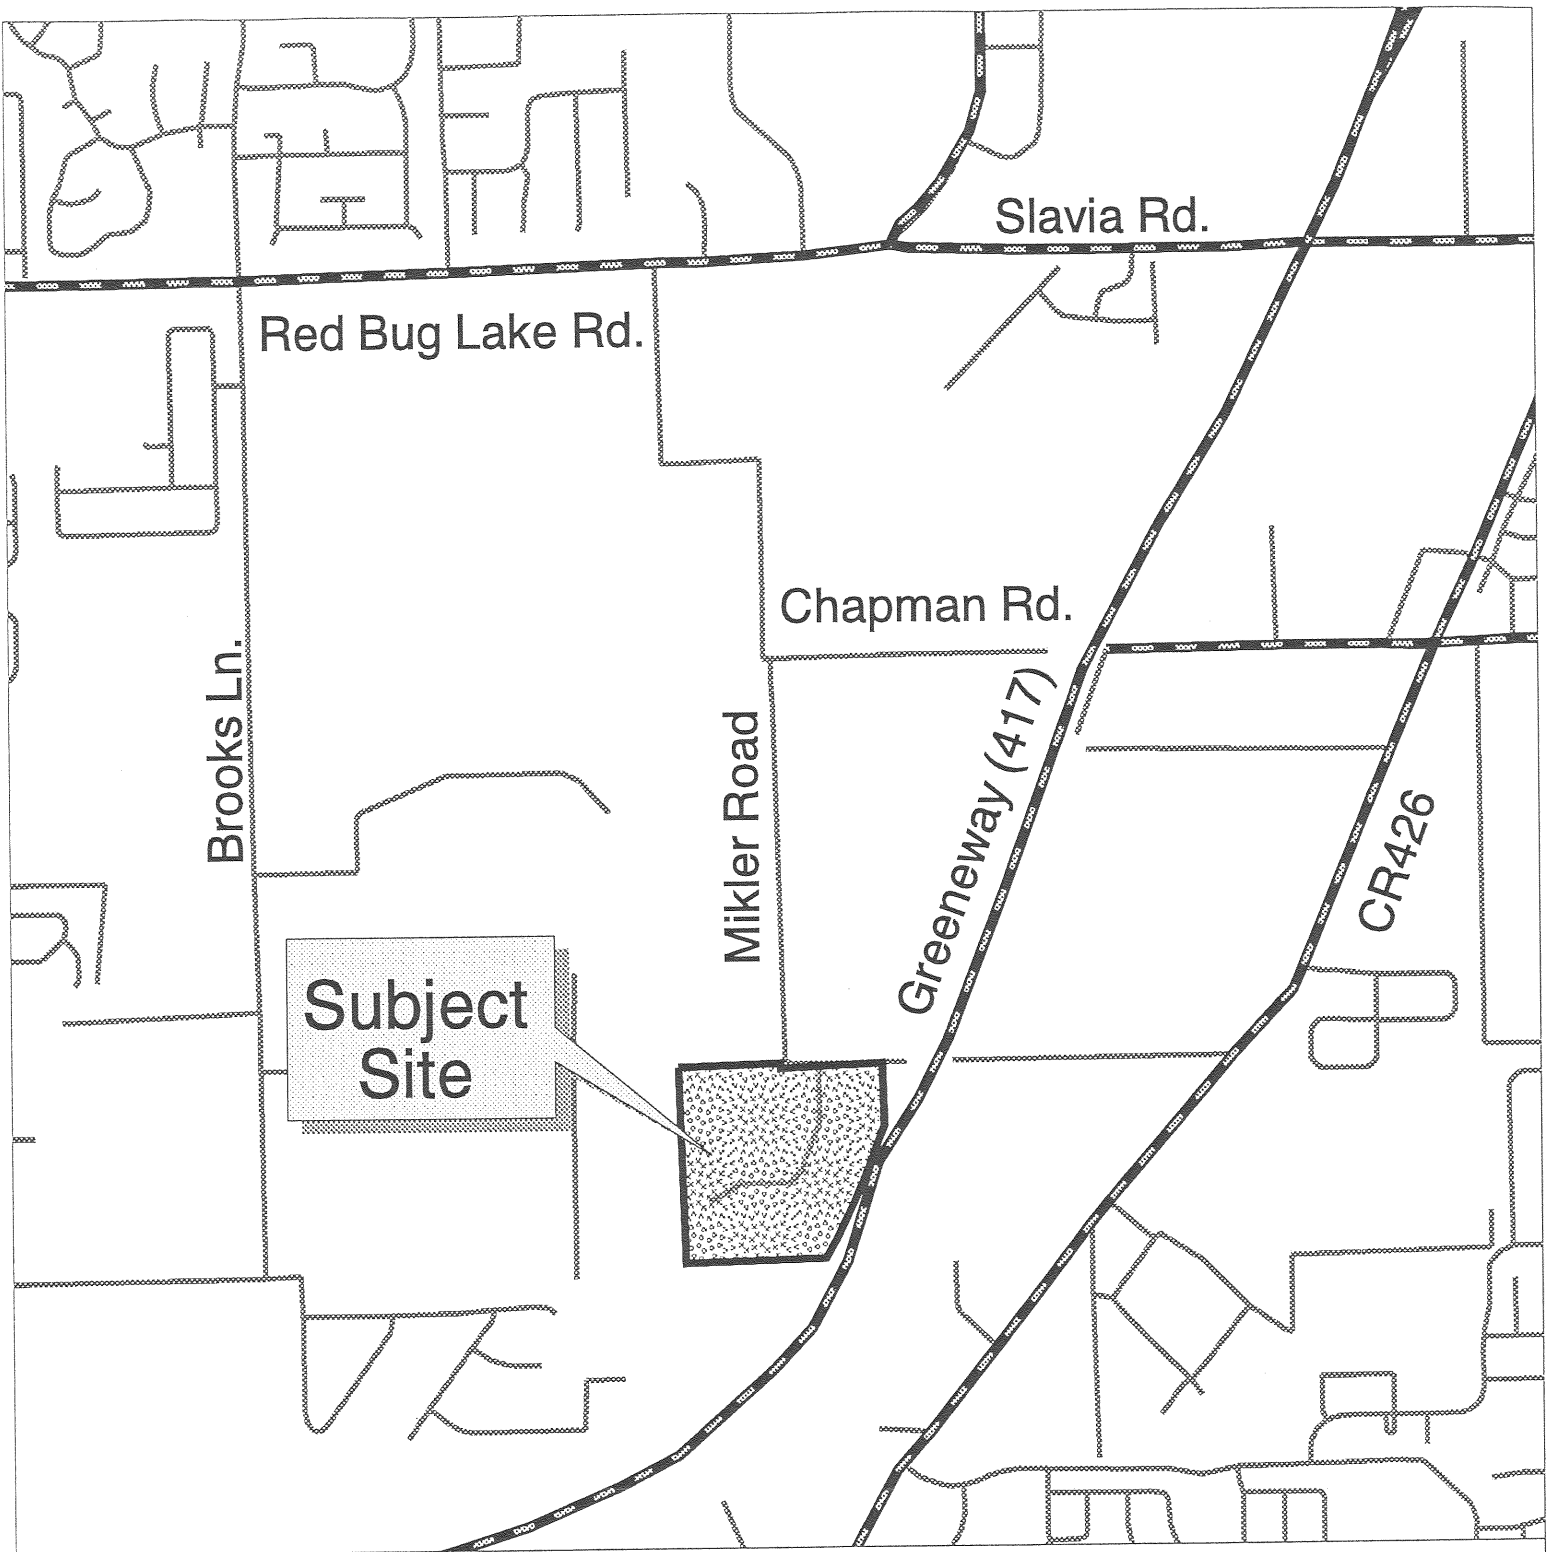 Slavia Rd.
Red Bug Lake Rd.
Chapman Rd.
Brooks Ln.
Mikler Road
Greeneway (417)
CR426
Subject
Site